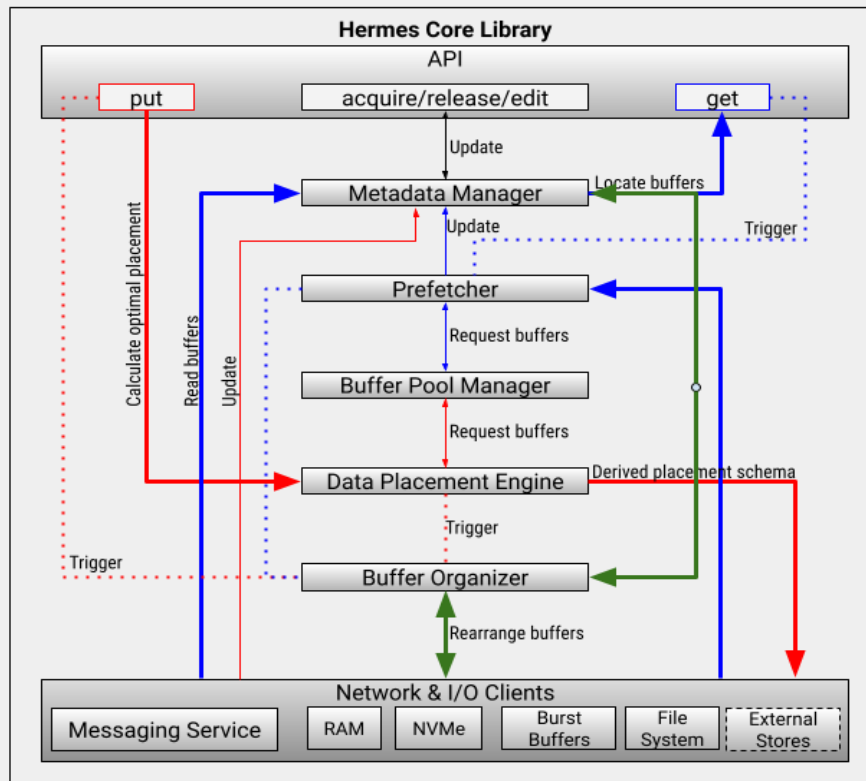 Hermes Core Library
API
put
acquire/release/edit
get
Update
Metadata Manager
Locate buffers
Update
Trigger
Calculate optimal placement
Read buffers
Update
Prefetcher
Request buffers
Buffer Pool Manager
Request buffers
Data Placement Engine
Derived placement schema
Trigger
Trigger
Buffer Organizer
Rearrange buffers
Network & I/O Clients
Messaging Service
RAM
NVMe
Burst
Buffers
File
System
External
Stores